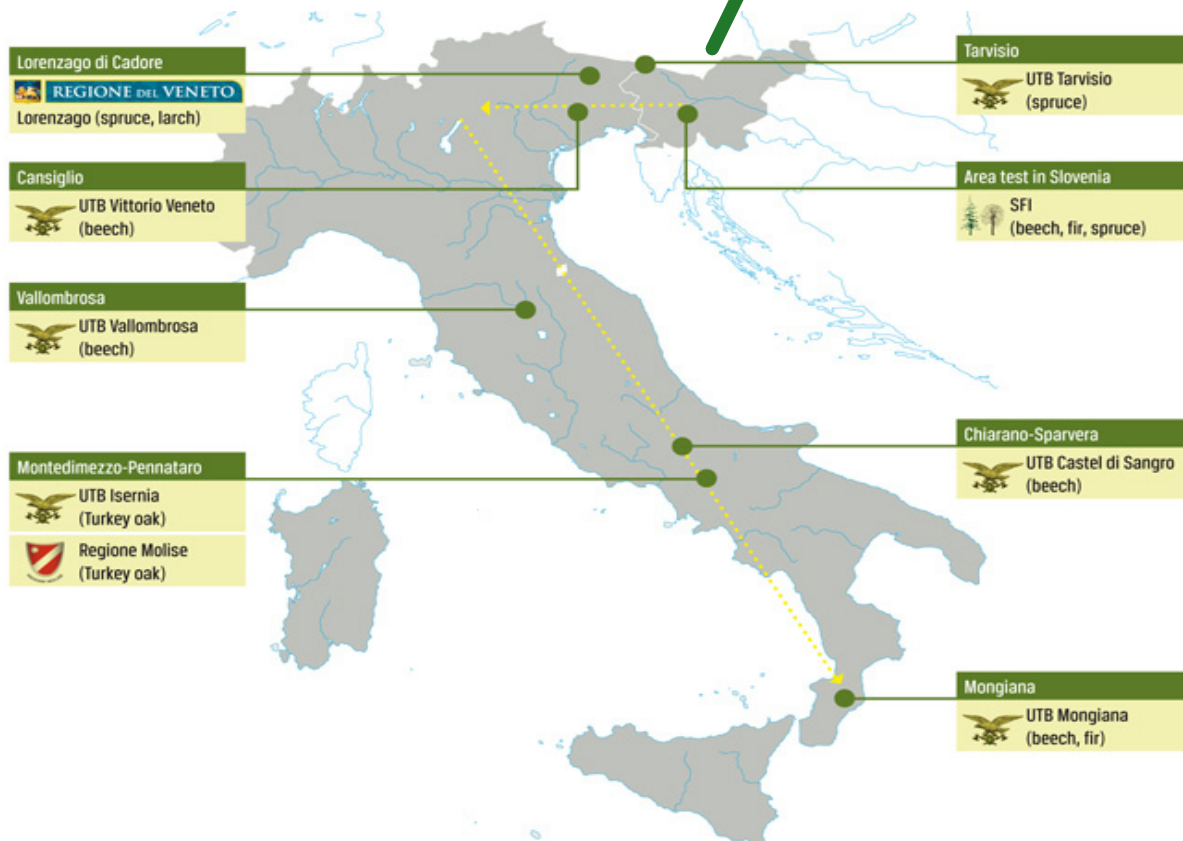 Lorenzago di Cadore
REGIONE DEL VENETO
Lorenzago (spruce, larch)
Cansiglio
UTB Vittorio Veneto
(beech)
Vallombrosa
UTB Vallombrosa
(beech)
Montedimezzo-Pennataro
UTB Isernia
(Turkey oak)
Regione Molise
(Turkey oak)
Tarvisio
UTB Tarvisio
(spruce)
Area test in Slovenia
SFI
(beech, fir, spruce)
Chiarano-Sparvera
UTB Castel di Sangro
(beech)
Mongiana
UTB Mongiana
(beech, fir)